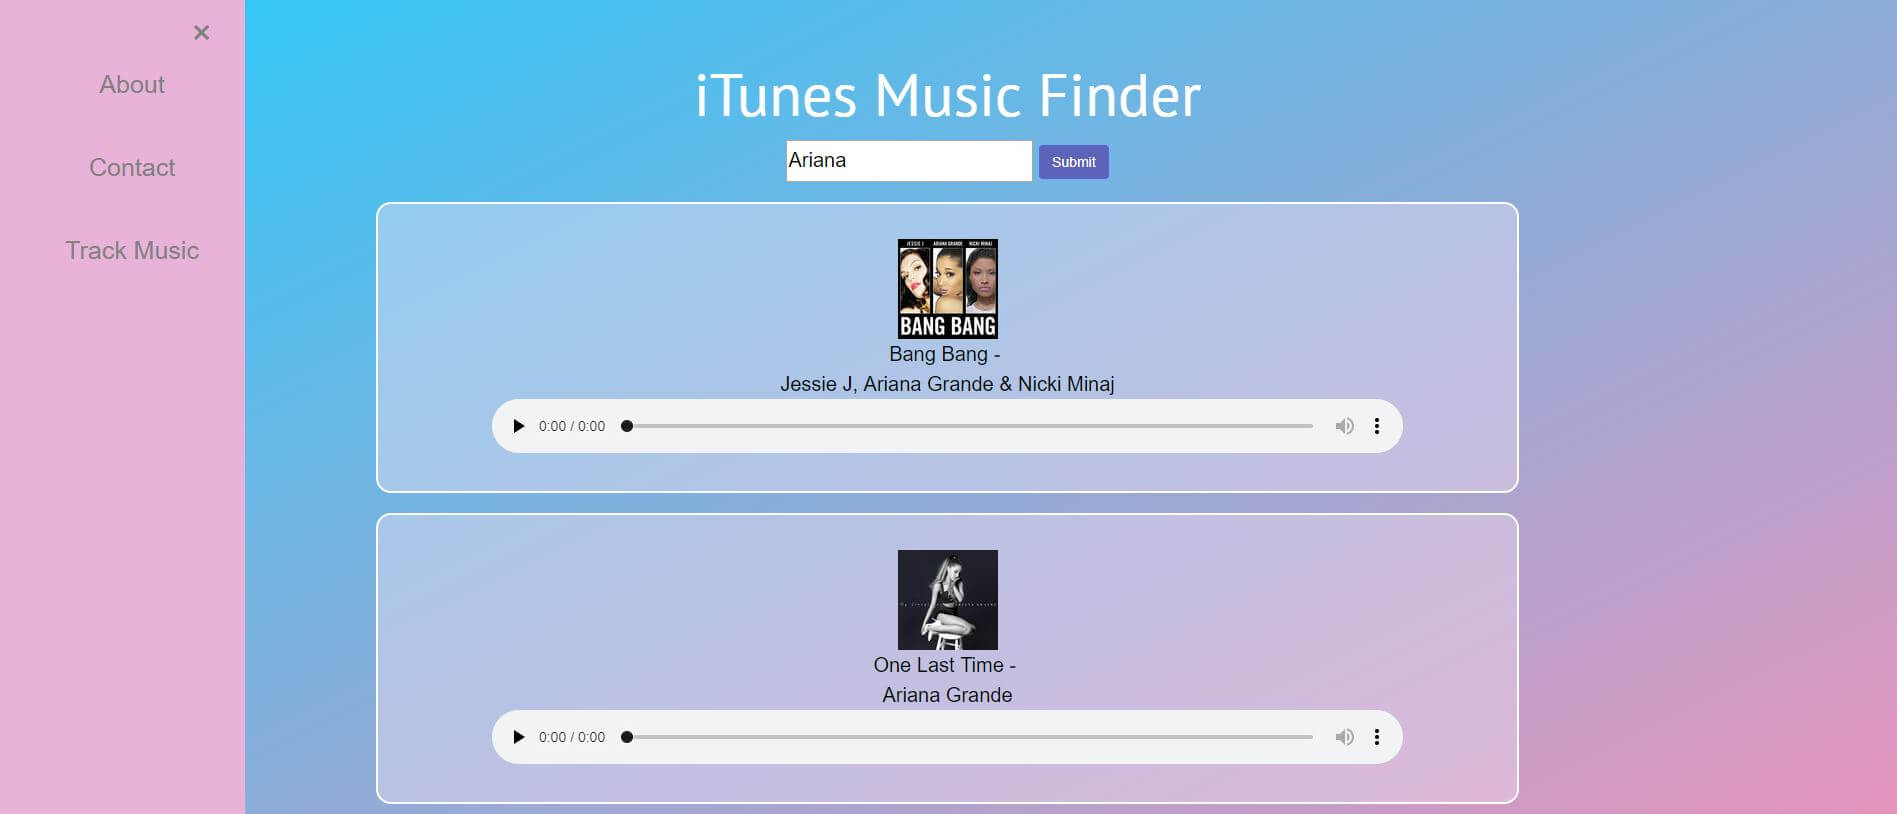 ×
About
Contact
Track Music
iTunes Music Finder
Ariana
Submit
JESSIE J ARIANA GRANDE NICKI MINAJ
BANG BANG
Bang Bang -
Jessie J, Ariana Grande & Nicki Minaj
0:00 / 0:00
One Last Time -
Ariana Grande
0:00 / 0:00